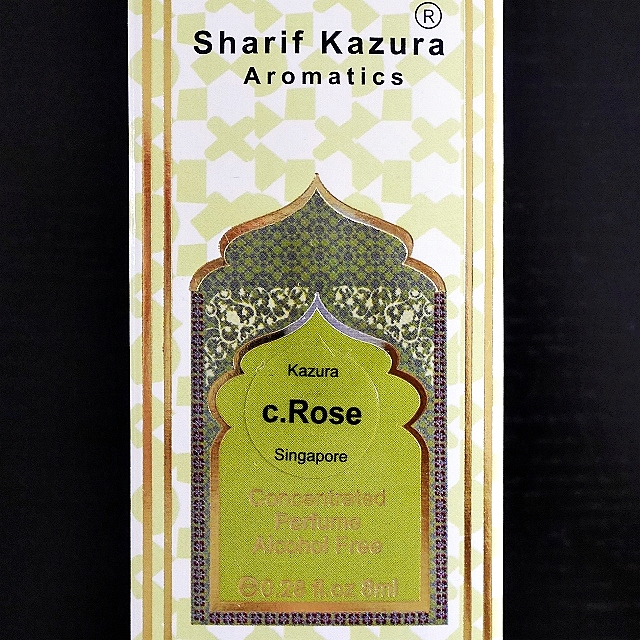 ®
Sharif Kazura
Aromatics
Kazura
c.Rose
Singapore
Concentrated
Perfume
Alcohol Free
℮0.28 fl.oz 8ml